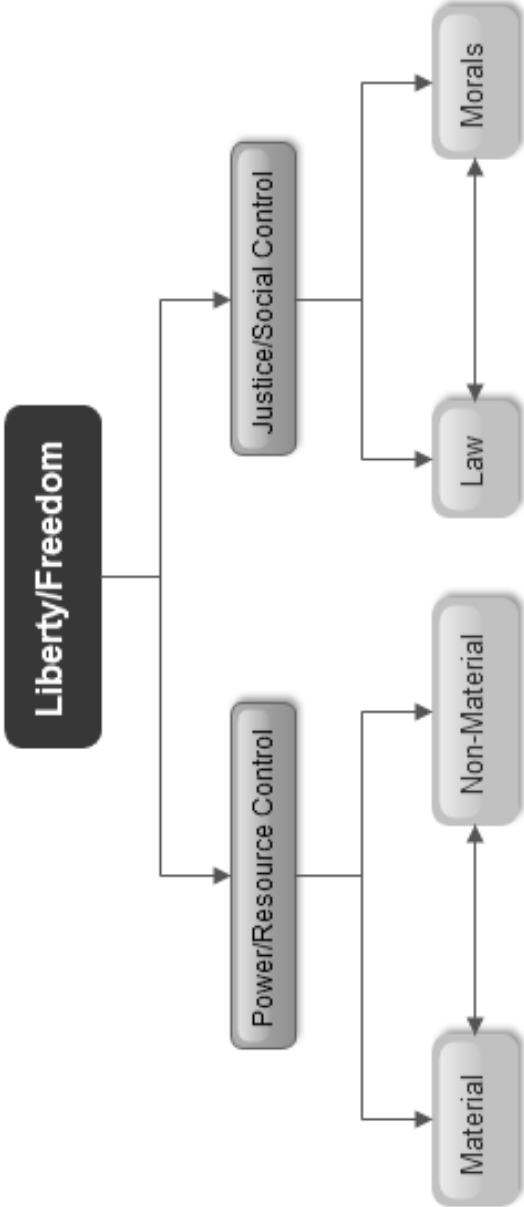 Liberty/Freedom
Power/Resource Control
Justice/Social Control
Material
Non-Material
Law
Morals